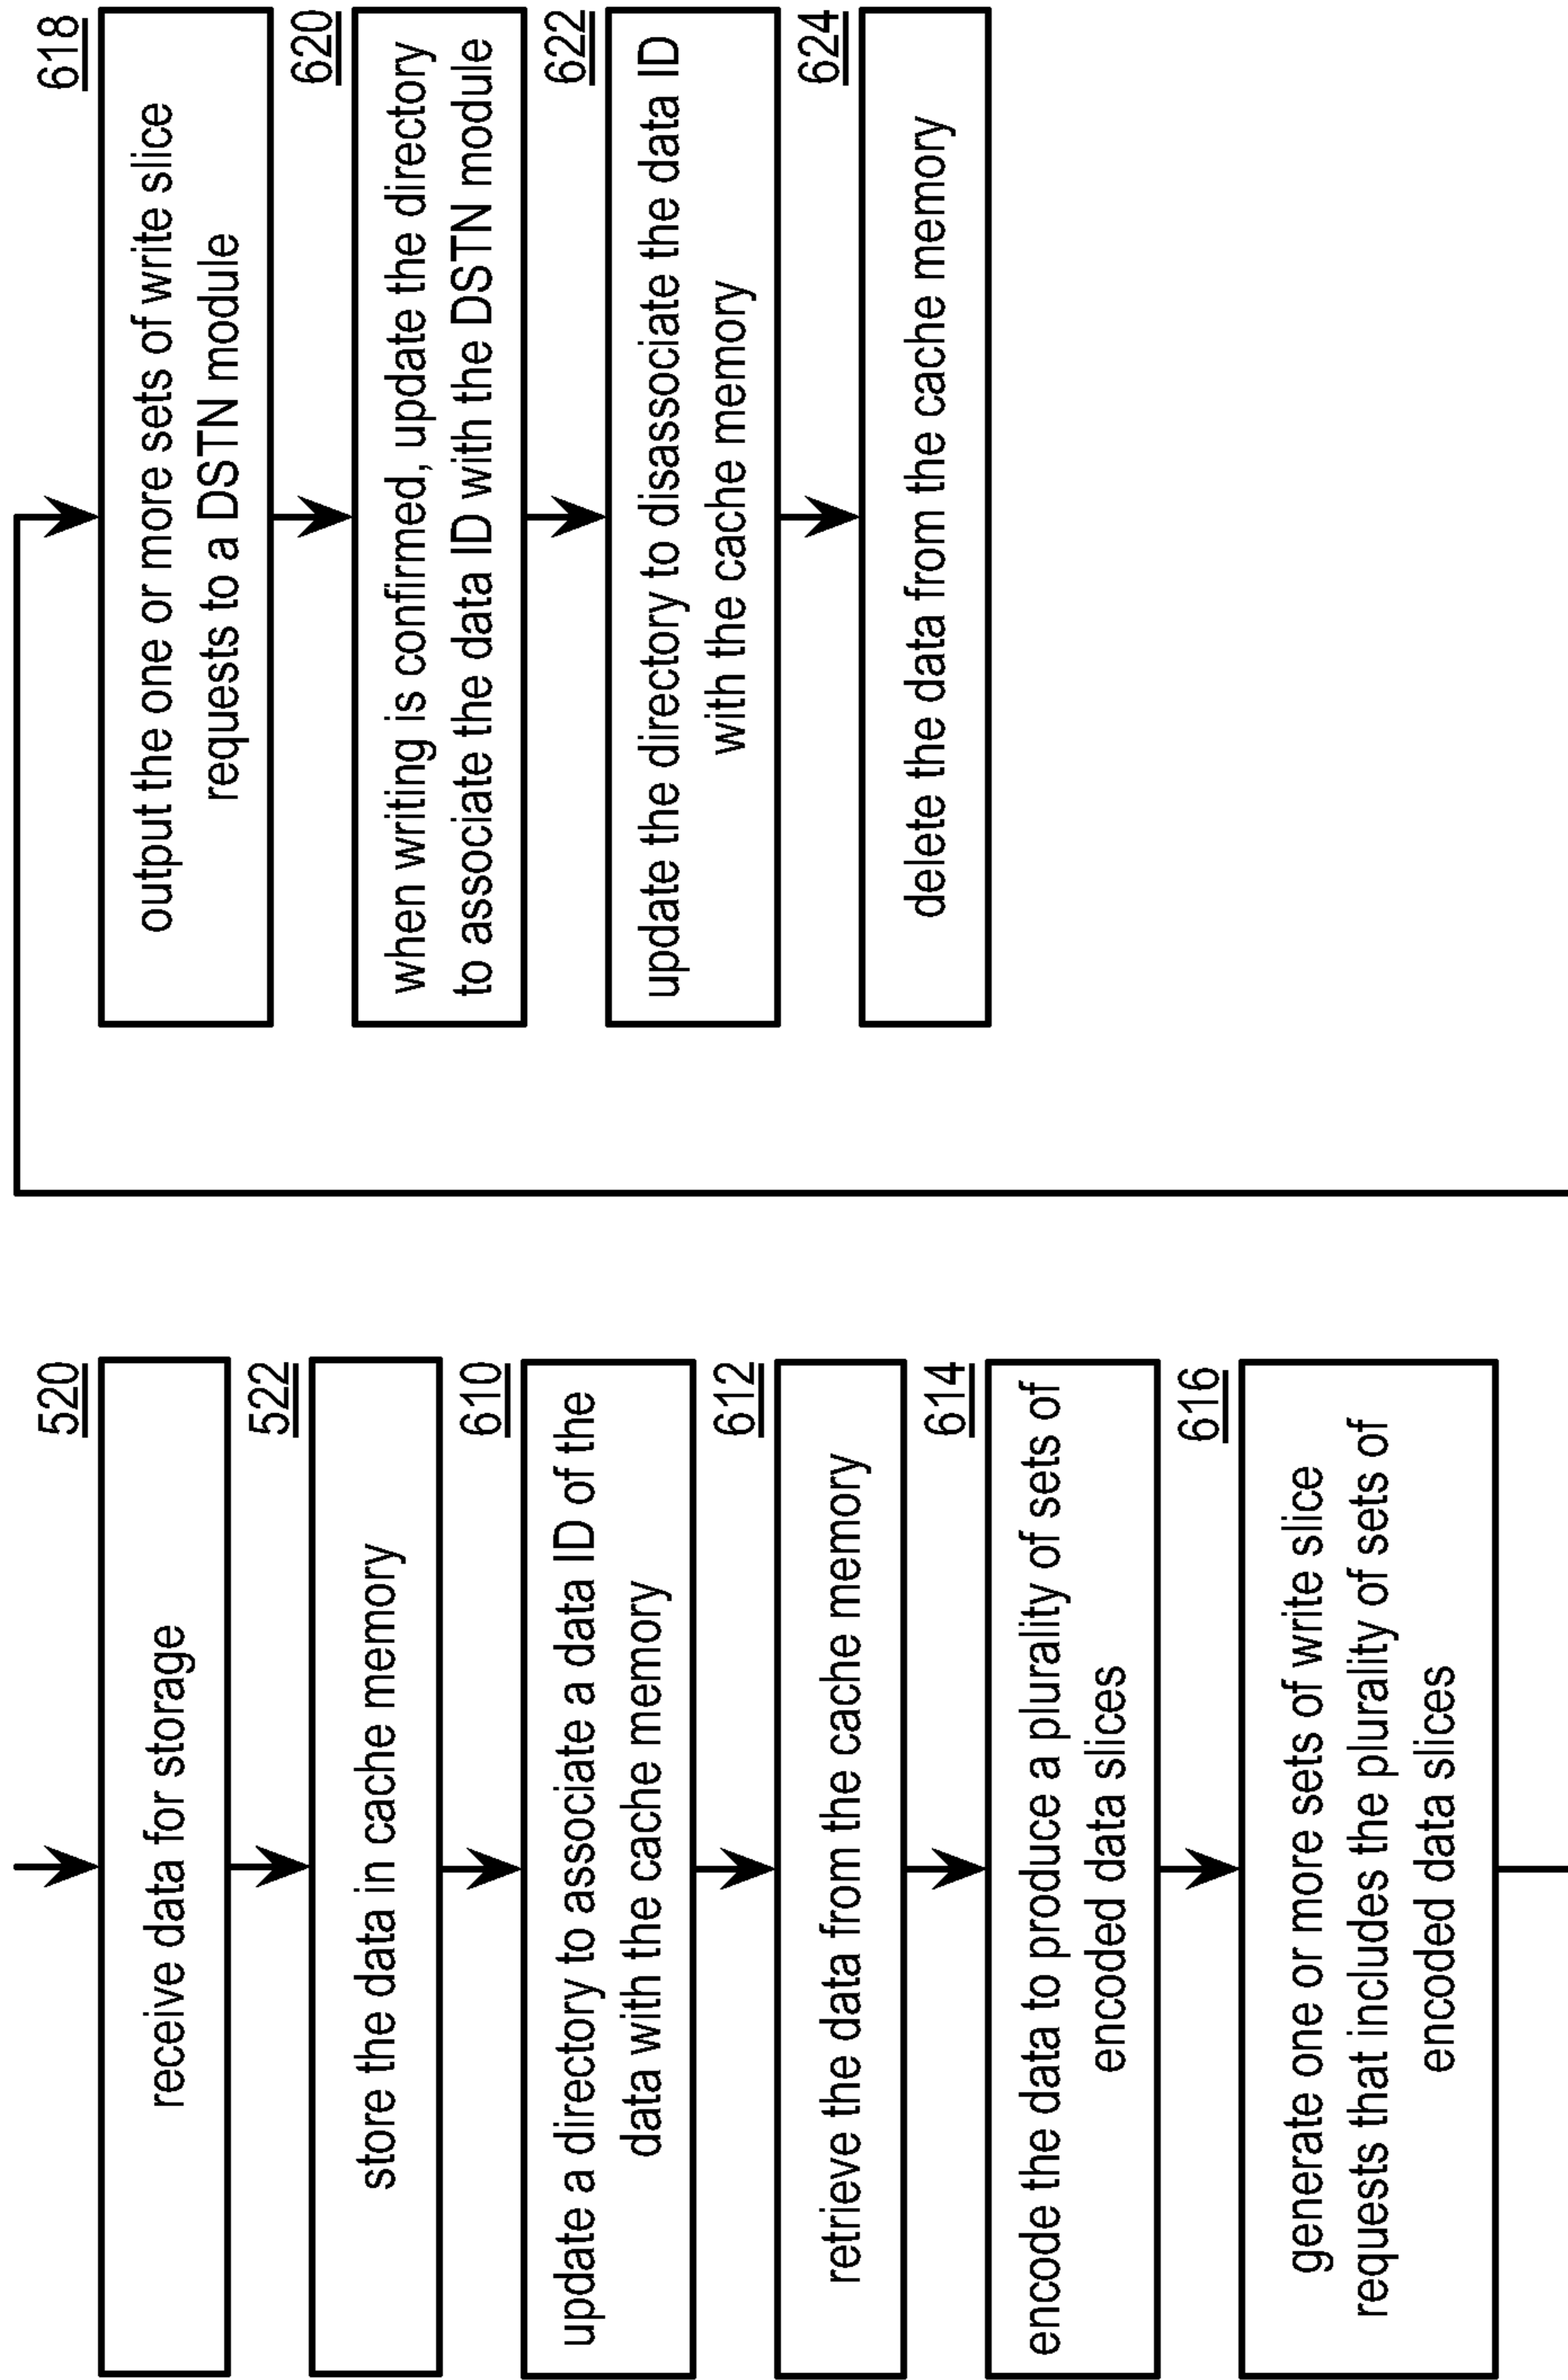 520
receive data for storage
522
store the data in cache memory
610
update a directory to associate a data ID of the
data with the cache memory
612
retrieve the data from the cache memory
614
encode the data to produce a plurality of sets of
encoded data slices
616
generate one or more sets of write slice
requests that includes the plurality of sets of
encoded data slices
618
output the one or more sets of write slice
requests to a DSTN module
620
when writing is confirmed, update the directory
to associate the data ID with the DSTN module
622
update the directory to disassociate the data ID
with the cache memory
624
delete the data from the cache memory